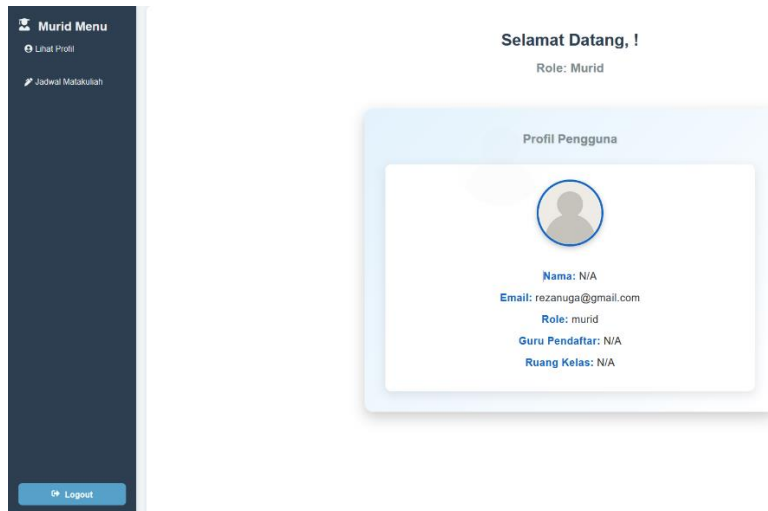 Murid Menu
Lihat Profil
Jadwal Matakuliah
Logout
Selamat Datang, !
Role: Murid
Profil Pengguna
Nama: N/A
Email: rezanuga@gmail.com
Role: murid
Guru Pendaftar: N/A
Ruang Kelas: N/A